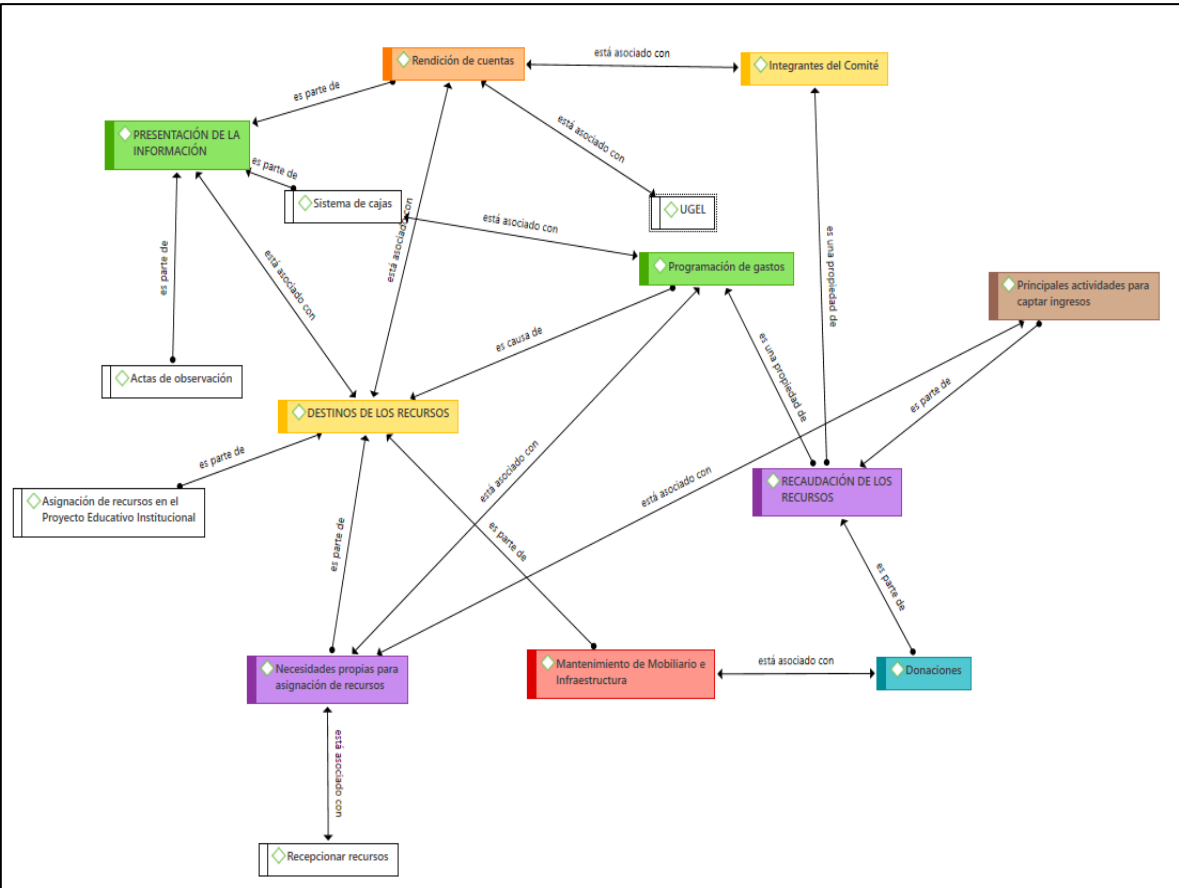 está asociado con
Rendición de cuentas
Integrantes del Comité
es parte de
PRESENTACIÓN DE LA
INFORMACIÓN
está asociado con
es parte de
Sistema de cajas
UGEL
está asociado con
está asociado con
es parte de
está asociado con
Programación de gastos
es una propiedad de
Principales actividades para
captar ingresos
es causa de
es una propiedad de
Actas de observación
es parte de
DESTINOS DE LOS RECURSOS
es parte de
está asociado con
está asociado con
RECAUDACIÓN DE LOS
RECURSOS
Asignación de recursos en el
Proyecto Educativo Institucional
es parte de
es parte de
es parte de
Necesidades propias para
asignación de recursos
Mantenimiento de Mobiliario e
Infraestructura
está asociado con
Donaciones
está asociado con
Recepcionar recursos